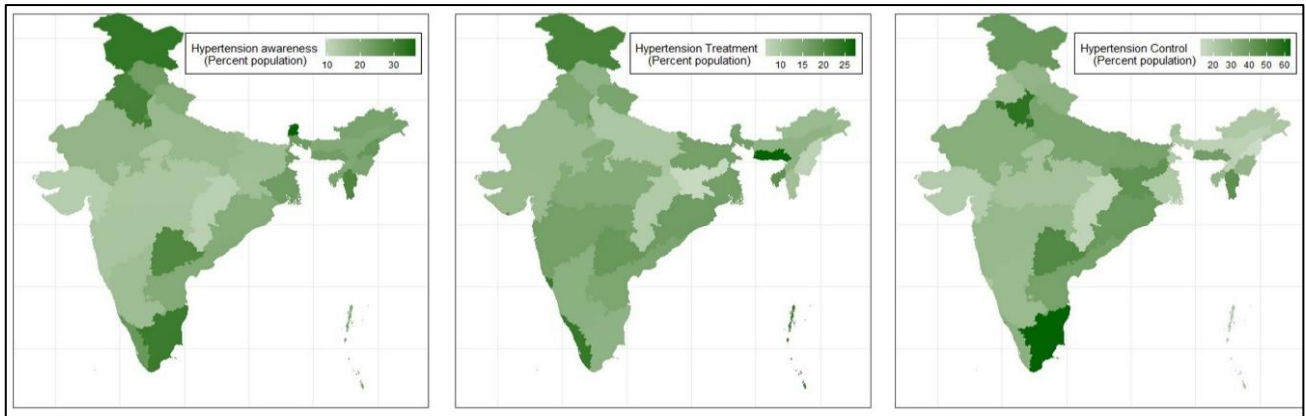 Hypertension awareness
(Percent population)
10 20 30
Hypertension Treatment
(Percent population)
10 15 20 25
Hypertension Control
(Percent population)
20 30 40 50 60